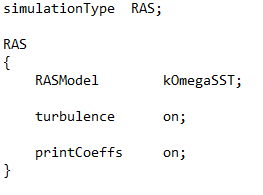 simulationType  RAS;
RAS
{
    RASModel        kOmegaSST;
    turbulence      on;
    printCoeffs     on;
}